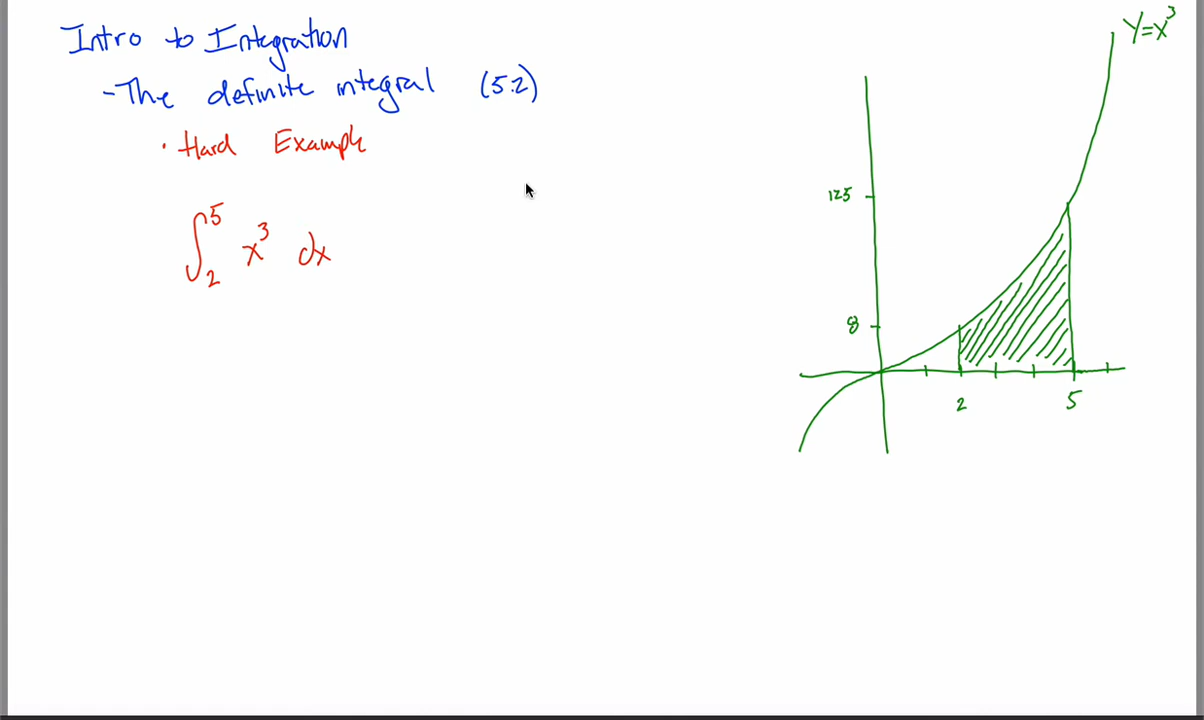 Intro to Integration
- The definite integral (5.2)
• Hard Example
∫₂⁵ x³ dx
Y=x³
125
8
2 5